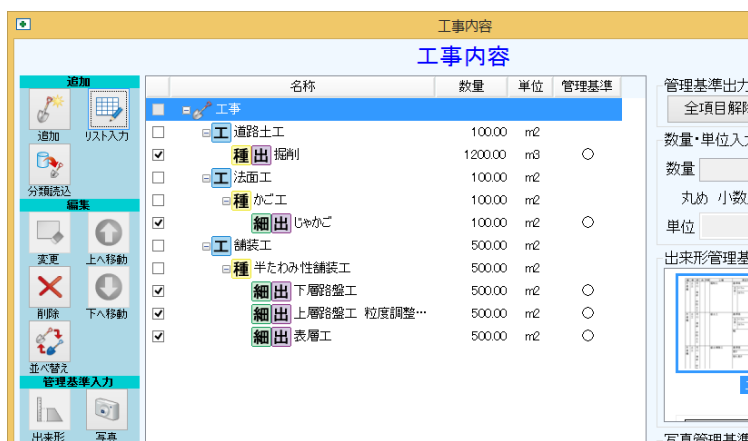 工事内容
工事内容
追加
追加 リスト入力
分類読込
編集
変更 上へ移動
削除 下へ移動
並べ替え
管理基準入力
出来形 写真
名称 数量 単位 管理基準
工事
工 道路土工 100.00 m2
種 出 掘削 1200.00 m3 ○
工 法面工 100.00 m2
種 かご工 100.00 m2
細 出 じゃかご 100.00 m2 ○
工 舗装工 500.00 m2
種 半たわみ性舗装工 500.00 m2
細 出 下層路盤工 500.00 m2 ○
細 出 上層路盤工 粒度調整… 500.00 m2 ○
細 出 表層工 500.00 m2 ○
管理基準出力
全項目解除
数量・単位入力
数量
丸め 小数
単位
出来形管理基
写真管理基準